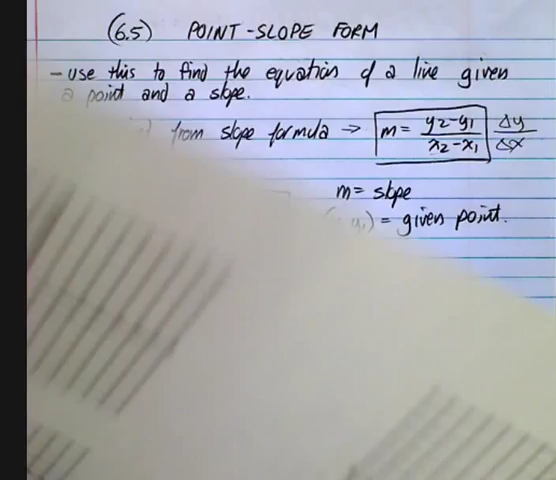 (6.5) POINT-SLOPE FORM
- use this to find the equation of a line given
a point and a slope.
from slope formula → m = y2-y1 / x2-x1 Δy / Δx
m = slope
y1) = given point.